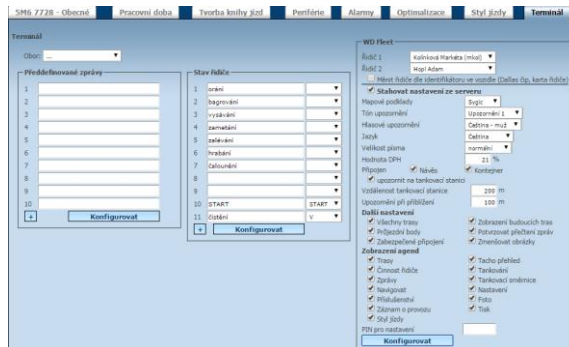 5M6 7728 - Obecné Pracovní doba Tvorba knihy jízd Periférie Alarmy Optimalizace Styl jízdy Terminál
Terminál
Obor: ...
Předdefinované zprávy
1
2
3
4
5
6
7
8
9
10
+ Konfigurovat
Stav řidiče
1 orání
2 bagrování
3 vysávání
4 zametání
5 zalévání
6 hrabání
7 čalounění
8
9
10 START START
11 čistění V
+ Konfigurovat
WD Fleet
Řidič 1 Kolínková Markéta (mkol)
Řidič 2 Hopi Adam
Měnit řidiče dle identifikátoru ve vozidle (Dallas čip, karta řidiče)
Stahovat nastavení ze serveru
Mapové podklady Sygic
Tón upozornění Upozornění 1
Hlasové upozornění Čeština - muž
Jazyk Čeština
Velikost písma normální
Hodnota DPH 21 %
Připojen Návěs Kontejner
upozornit na tankovací stanici
Vzdálenost tankovací stanice 200 m
Upozornění při přiblížení 100 m
Další nastavení
Všechny trasy Zobrazení budoucích tras
Průjezdní body Potvrzovat přečtení zpráv
Zabezpečené připojení Zmenšovat obrázky
Zobrazení agend
Trasy Tacho přehled
Činnost řidiče Tankování
Zprávy Tankovací směrnice
Navigovat Nastavení
Příslušenství Foto
Záznam o provozu Tisk
Styl jízdy
PIN pro nastavení
Konfigurovat